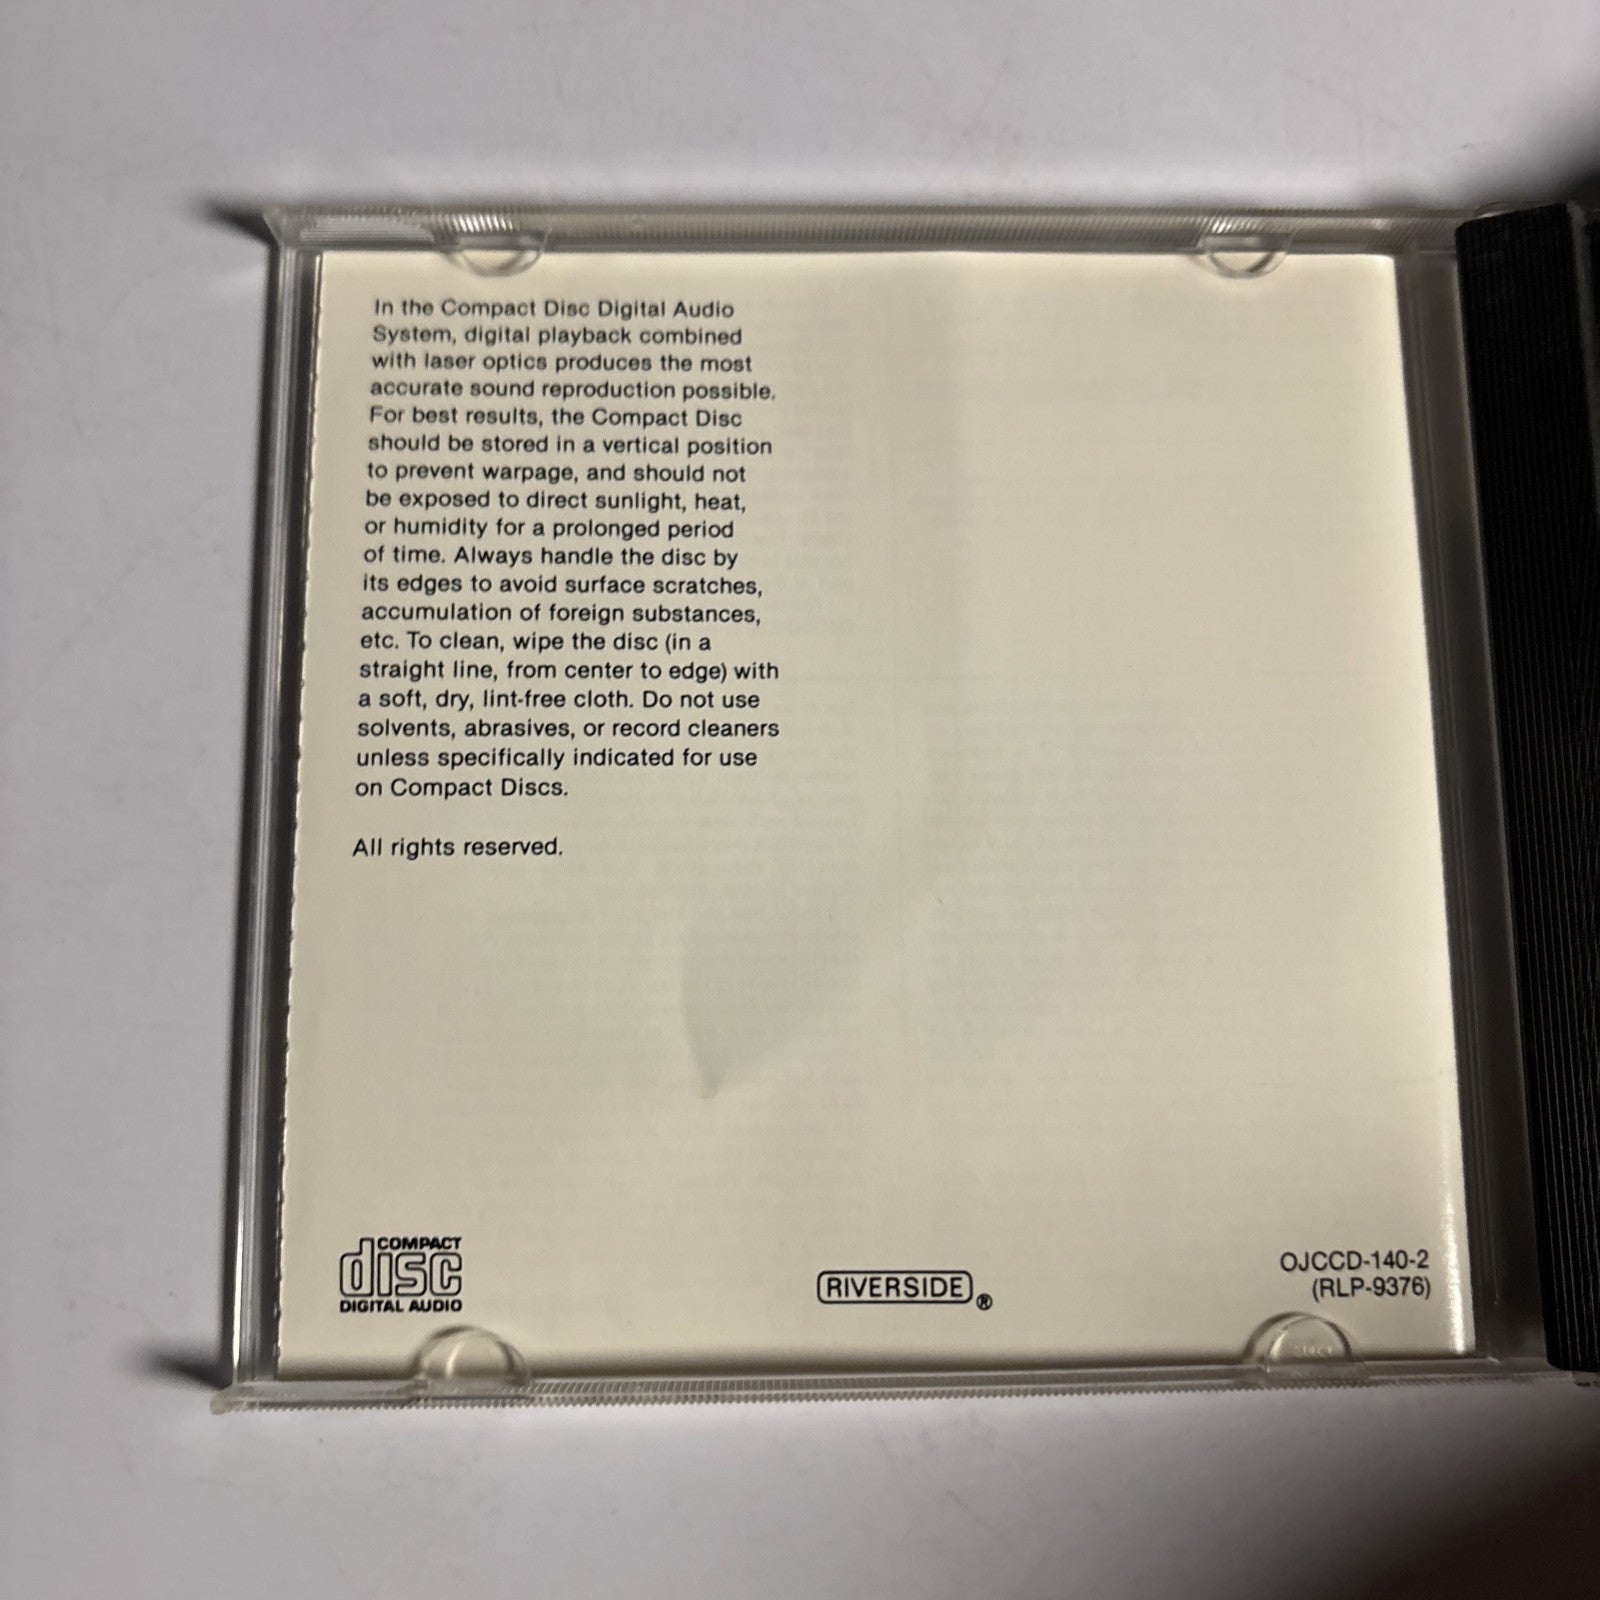 In the Compact Disc Digital Audio
System, digital playback combined
with laser optics produces the most
accurate sound reproduction possible.
For best results, the Compact Disc
should be stored in a vertical position
to prevent warpage, and should not
be exposed to direct sunlight, heat,
or humidity for a prolonged period
of time. Always handle the disc by
its edges to avoid surface scratches,
accumulation of foreign substances,
etc. To clean, wipe the disc (in a
straight line, from center to edge) with
a soft, dry, lint-free cloth. Do not use
solvents, abrasives, or record cleaners
unless specifically indicated for use
on Compact Discs.
All rights reserved.
COMPACT
disc
DIGITAL AUDIO
RIVERSIDE®
OJCCD-140-2
(RLP-9376)